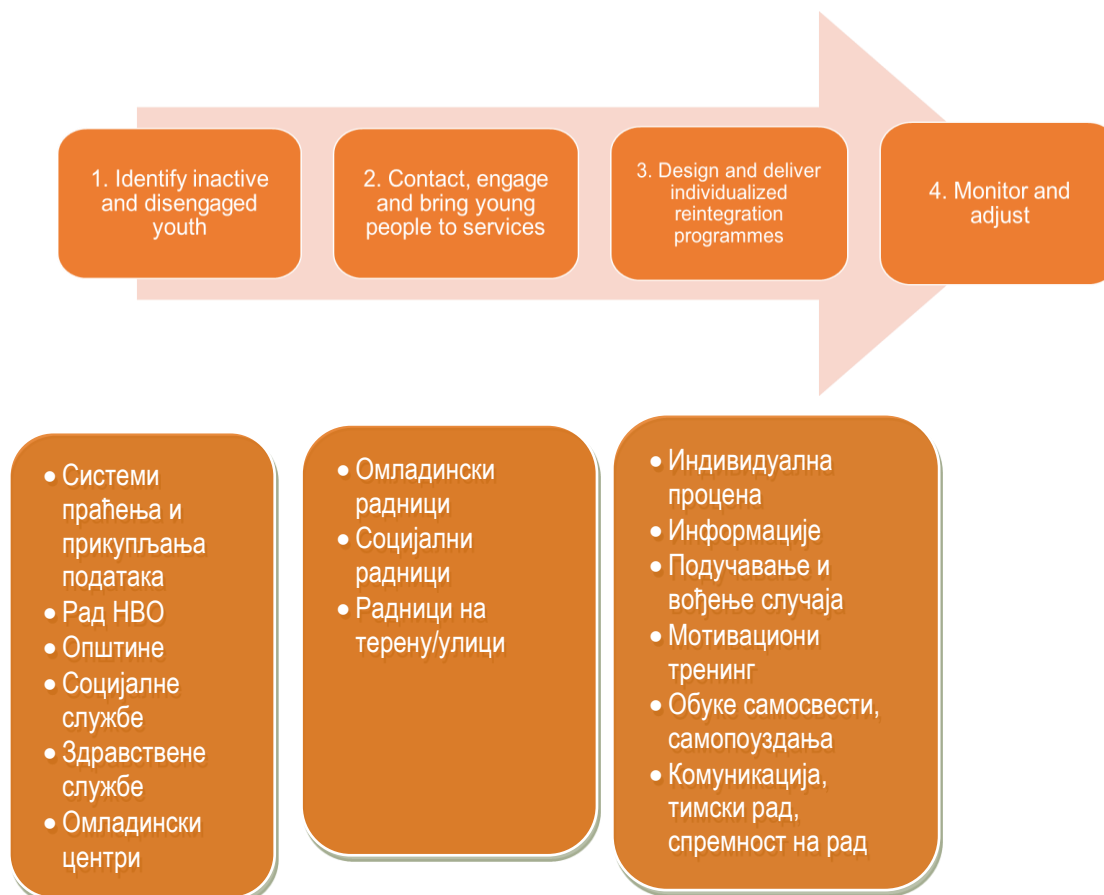 1. Identify inactive
and disengaged
youth
2. Contact, engage
and bring young
people to services
3. Design and deliver
individualized
reintegration
programmes
4. Monitor and
adjust
• Системи
праћења и
прикупљања
података
• Рад НВО
• Општине
• Социјалне
службе
• Здравствене
службе
• Омладински
центри
• Омладински
радници
• Социјални
радници
• Радници на
терену/улици
• Индивидуална
процена
• Информације
• Подучавање и
вођење случаја
• Мотивациони
тренинг
• Обуке самосвести,
самопоуздања
• Комуникација,
тимски рад,
спремност на рад